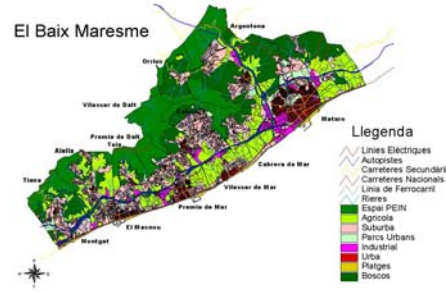 El Baix Maresme
Argentona
Orrius
Vilassar de Dalt
Premia de Dalt
Teia
Alella
Tiana
Mataro
Cabrera de Mar
Vilassar de Mar
Premia de Mar
El Masnou
Montgat
Llegenda
Linies Elèctriques
Autopistes
Carreteres Secundàri
Carreteres Nacionals
Linia de Ferrocarril
Rieres
Espai PEIN
Agricola
Suburba
Parcs Urbans
Industrial
Urba
Platges
Boscos